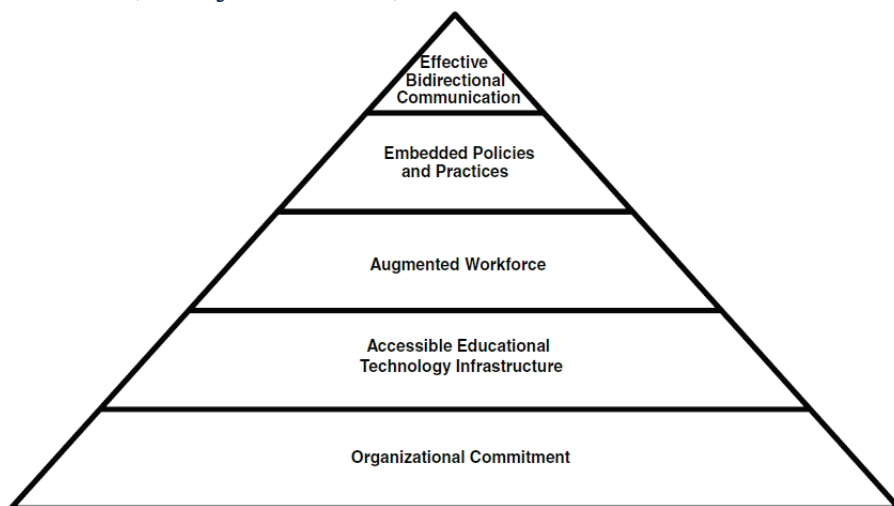 Effective
Bidirectional
Communication
Embedded Policies
and Practices
Augmented Workforce
Accessible Educational
Technology Infrastructure
Organizational Commitment